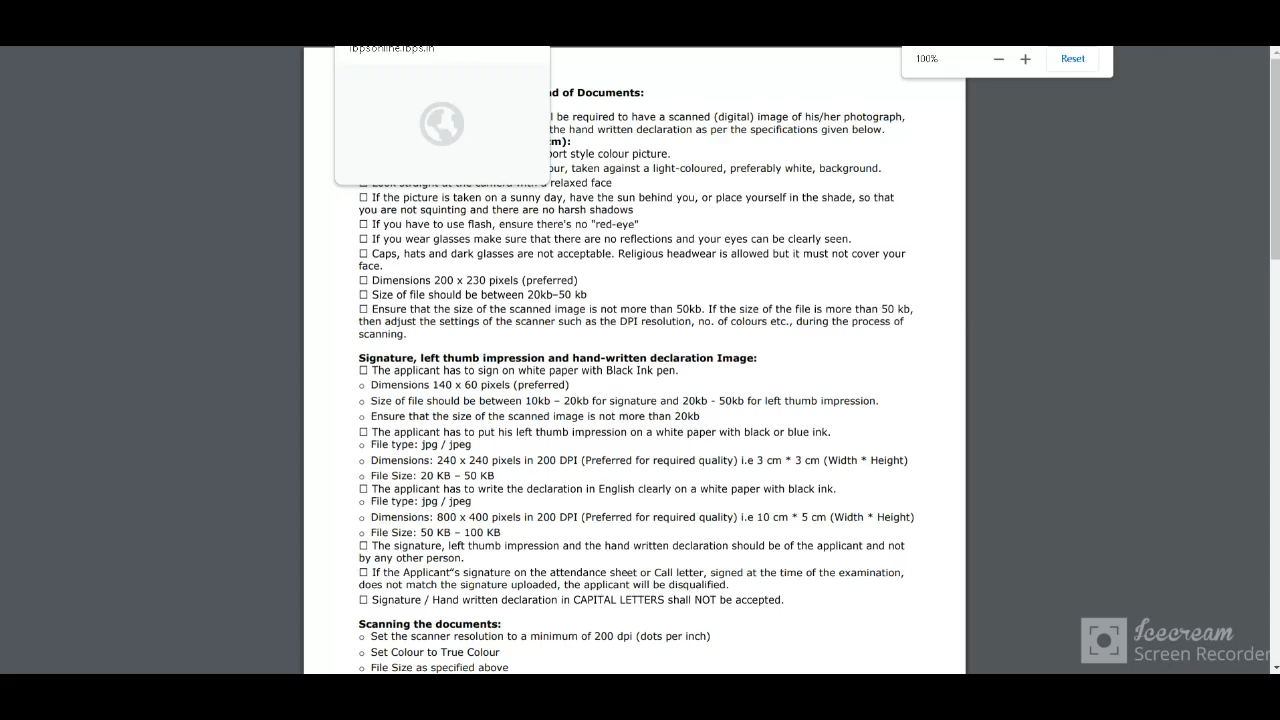 ibpsonline.ibps.in
100% − + Reset
nd of Documents:
l be required to have a scanned (digital) image of his/her photograph,
the hand written declaration as per the specifications given below.
cm):
port style colour picture.
our, taken against a light-coloured, preferably white, background.
☐ Look straight at the camera with a relaxed face
☐ If the picture is taken on a sunny day, have the sun behind you, or place yourself in the shade, so that
you are not squinting and there are no harsh shadows
☐ If you have to use flash, ensure there's no "red-eye"
☐ If you wear glasses make sure that there are no reflections and your eyes can be clearly seen.
☐ Caps, hats and dark glasses are not acceptable. Religious headwear is allowed but it must not cover your
face.
☐ Dimensions 200 x 230 pixels (preferred)
☐ Size of file should be between 20kb–50 kb
☐ Ensure that the size of the scanned image is not more than 50kb. If the size of the file is more than 50 kb,
then adjust the settings of the scanner such as the DPI resolution, no. of colours etc., during the process of
scanning.
Signature, left thumb impression and hand-written declaration Image:
☐ The applicant has to sign on white paper with Black Ink pen.
o Dimensions 140 x 60 pixels (preferred)
o Size of file should be between 10kb – 20kb for signature and 20kb - 50kb for left thumb impression.
o Ensure that the size of the scanned image is not more than 20kb
☐ The applicant has to put his left thumb impression on a white paper with black or blue ink.
o File type: jpg / jpeg
o Dimensions: 240 x 240 pixels in 200 DPI (Preferred for required quality) i.e 3 cm * 3 cm (Width * Height)
o File Size: 20 KB – 50 KB
☐ The applicant has to write the declaration in English clearly on a white paper with black ink.
o File type: jpg / jpeg
o Dimensions: 800 x 400 pixels in 200 DPI (Preferred for required quality) i.e 10 cm * 5 cm (Width * Height)
o File Size: 50 KB – 100 KB
☐ The signature, left thumb impression and the hand written declaration should be of the applicant and not
by any other person.
☐ If the Applicant"s signature on the attendance sheet or Call letter, signed at the time of the examination,
does not match the signature uploaded, the applicant will be disqualified.
☐ Signature / Hand written declaration in CAPITAL LETTERS shall NOT be accepted.
Scanning the documents:
o Set the scanner resolution to a minimum of 200 dpi (dots per inch)
o Set Colour to True Colour
o File Size as specified above
Icecream
Screen Recorder